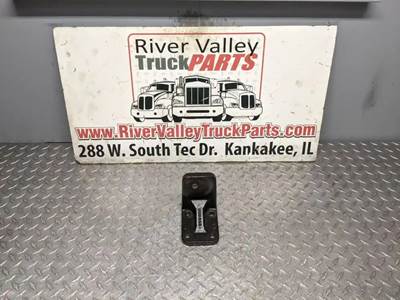 River Valley
TruckPARTS
www.RiverValleyTruckParts.com
288 W. South Tec Dr. Kankakee, IL